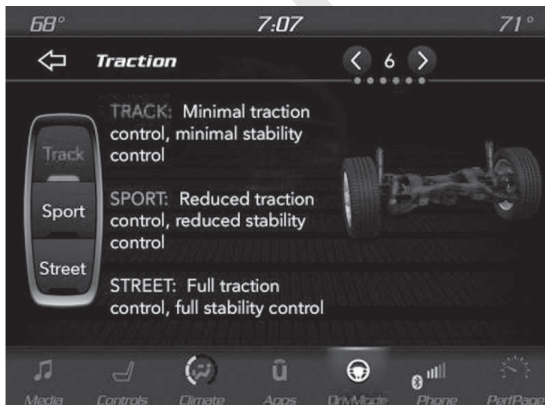 68° 7:07 71°
Traction 6
TRACK: Minimal traction
control, minimal stability
control
Track
SPORT: Reduced traction
control, reduced stability
control
Sport
STREET: Full traction
control, full stability control
Street
Media Controls Climate Apps DrivMode Phone PerfPage